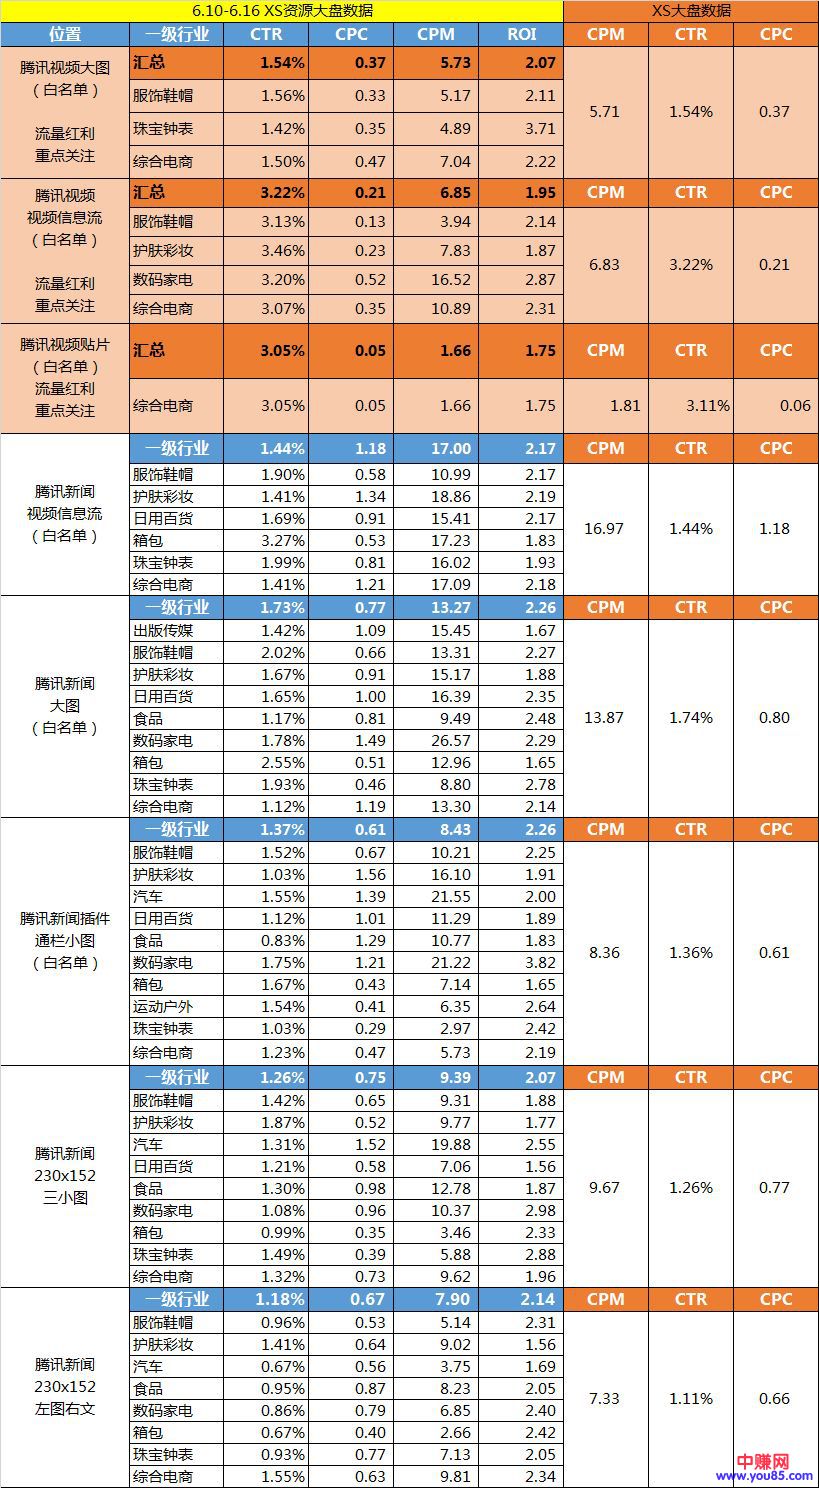 6.10-6.16 XS资源大盘数据 XS大盘数据
位置 一级行业 CTR CPC CPM ROI CPM CTR CPC
腾讯视频大图
（白名单）
流量红利
重点关注
汇总 1.54% 0.37 5.73 2.07
服饰鞋帽 1.56% 0.33 5.17 2.11
珠宝钟表 1.42% 0.35 4.89 3.71
综合电商 1.50% 0.47 7.04 2.22
5.71 1.54% 0.37
腾讯视频
视频信息流
（白名单）
流量红利
重点关注
汇总 3.22% 0.21 6.85 1.95 CPM CTR CPC
服饰鞋帽 3.13% 0.13 3.94 2.14
护肤彩妆 3.46% 0.23 7.83 1.87
数码家电 3.20% 0.52 16.52 2.87
综合电商 3.07% 0.35 10.89 2.31
6.83 3.22% 0.21
腾讯视频贴片
（白名单）
流量红利
重点关注
汇总 3.05% 0.05 1.66 1.75 CPM CTR CPC
综合电商 3.05% 0.05 1.66 1.75 1.81 3.11% 0.06
腾讯新闻
视频信息流
（白名单）
一级行业 1.44% 1.18 17.00 2.17 CPM CTR CPC
服饰鞋帽 1.90% 0.58 10.99 2.17
护肤彩妆 1.41% 1.34 18.86 2.19
日用百货 1.69% 0.91 15.41 2.17
箱包 3.27% 0.53 17.23 1.83
珠宝钟表 1.99% 0.81 16.02 1.93
综合电商 1.41% 1.21 17.09 2.18
16.97 1.44% 1.18
腾讯新闻
大图
（白名单）
一级行业 1.73% 0.77 13.27 2.26 CPM CTR CPC
出版传媒 1.42% 1.09 15.45 1.67
服饰鞋帽 2.02% 0.66 13.31 2.27
护肤彩妆 1.67% 0.91 15.17 1.88
日用百货 1.65% 1.00 16.39 2.35
食品 1.17% 0.81 9.49 2.48
数码家电 1.78% 1.49 26.57 2.29
箱包 2.55% 0.51 12.96 1.65
珠宝钟表 1.93% 0.46 8.80 2.78
综合电商 1.12% 1.19 13.30 2.14
13.87 1.74% 0.80
腾讯新闻插件
通栏小图
（白名单）
一级行业 1.37% 0.61 8.43 2.26 CPM CTR CPC
服饰鞋帽 1.52% 0.67 10.21 2.25
护肤彩妆 1.03% 1.56 16.10 1.91
汽车 1.55% 1.39 21.55 2.00
日用百货 1.12% 1.01 11.29 1.89
食品 0.83% 1.29 10.77 1.83
数码家电 1.75% 1.21 21.22 3.82
箱包 1.67% 0.43 7.14 1.65
运动户外 1.54% 0.41 6.35 2.64
珠宝钟表 1.03% 0.29 2.97 2.42
综合电商 1.23% 0.47 5.73 2.19
8.36 1.36% 0.61
腾讯新闻
230x152
三小图
一级行业 1.26% 0.75 9.39 2.07 CPM CTR CPC
服饰鞋帽 1.42% 0.65 9.31 1.88
护肤彩妆 1.87% 0.52 9.77 1.77
汽车 1.31% 1.52 19.88 2.55
日用百货 1.21% 0.58 7.06 1.56
食品 1.30% 0.98 12.78 1.87
数码家电 1.08% 0.96 10.37 2.98
箱包 0.99% 0.35 3.46 2.33
珠宝钟表 1.49% 0.39 5.88 2.88
综合电商 1.32% 0.73 9.62 1.96
9.67 1.26% 0.77
腾讯新闻
230x152
左图右文
一级行业 1.18% 0.67 7.90 2.14 CPM CTR CPC
服饰鞋帽 0.96% 0.53 5.14 2.31
护肤彩妆 1.41% 0.64 9.02 1.56
汽车 0.67% 0.56 3.75 1.69
食品 0.95% 0.87 8.23 2.05
数码家电 0.86% 0.79 6.85 2.40
箱包 0.67% 0.40 2.66 2.42
珠宝钟表 0.93% 0.77 7.13 2.05
综合电商 1.55% 0.63 9.81 2.34
7.33 1.11% 0.66
中赚网
www.you85.com